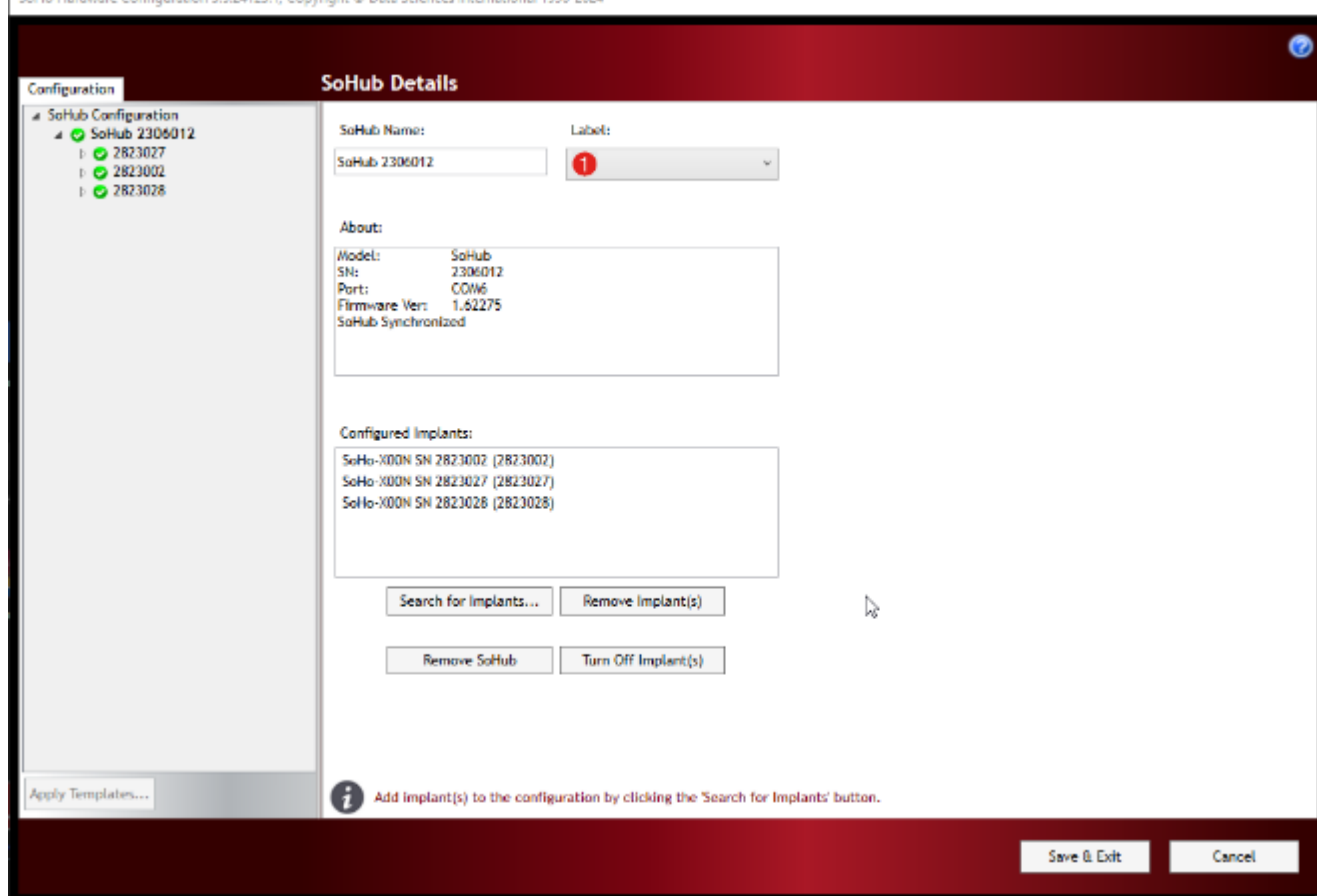 SoHub Details
Configuration
SoHub Configuration
SoHub 2306012
2823027
2823002
2823028
SoHub Name:
Label:
SoHub 2306012
1
About:
Model: SoHub
SN: 2306012
Port: COM6
Firmware Ver: 1.62275
SoHub Synchronized
Configured Implants:
SoHo-X00N SN 2823002 (2823002)
SoHo-X00N SN 2823027 (2823027)
SoHo-X00N SN 2823028 (2823028)
Search for Implants...
Remove Implant(s)
Remove SoHub
Turn Off Implant(s)
Apply Templates...
i
Add implant(s) to the configuration by clicking the 'Search for Implants' button.
Save & Exit
Cancel
?